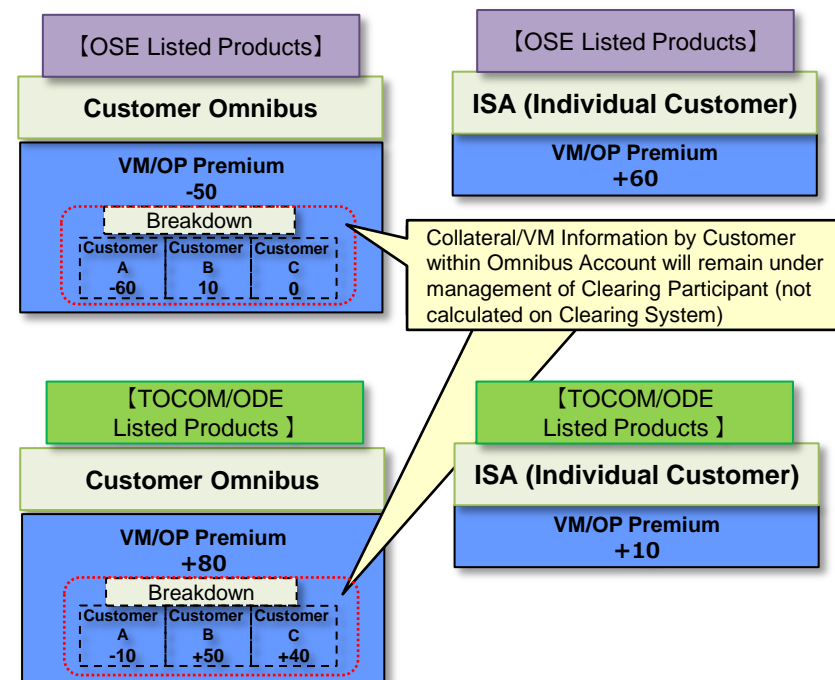 【OSE Listed Products】
Customer Omnibus
VM/OP Premium
-50
Breakdown
Customer Customer Customer
A B C
-60 10 0
【OSE Listed Products】
ISA (Individual Customer)
VM/OP Premium
+60
Collateral/VM Information by Customer
within Omnibus Account will remain under
management of Clearing Participant (not
calculated on Clearing System)
【TOCOM/ODE
Listed Products 】
Customer Omnibus
VM/OP Premium
+80
Breakdown
Customer Customer Customer
A B C
-10 +50 +40
【TOCOM/ODE
Listed Products 】
ISA (Individual Customer)
VM/OP Premium
+10